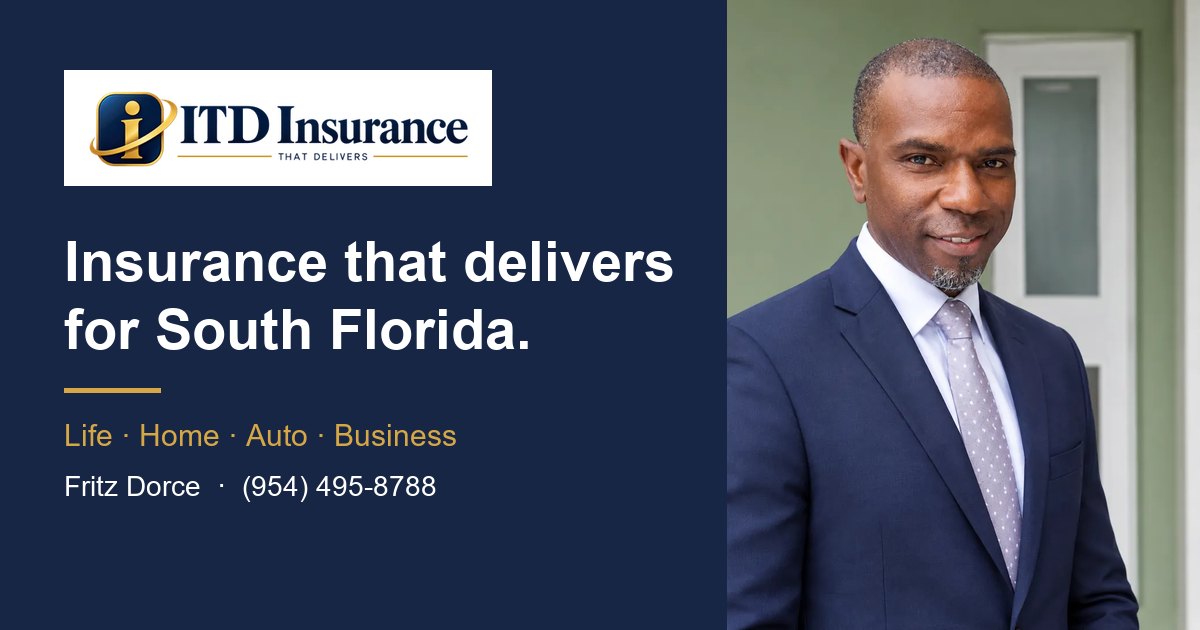 ITD Insurance
THAT DELIVERS
Insurance that delivers
for South Florida.
Life · Home · Auto · Business
Fritz Dorce · (954) 495-8788